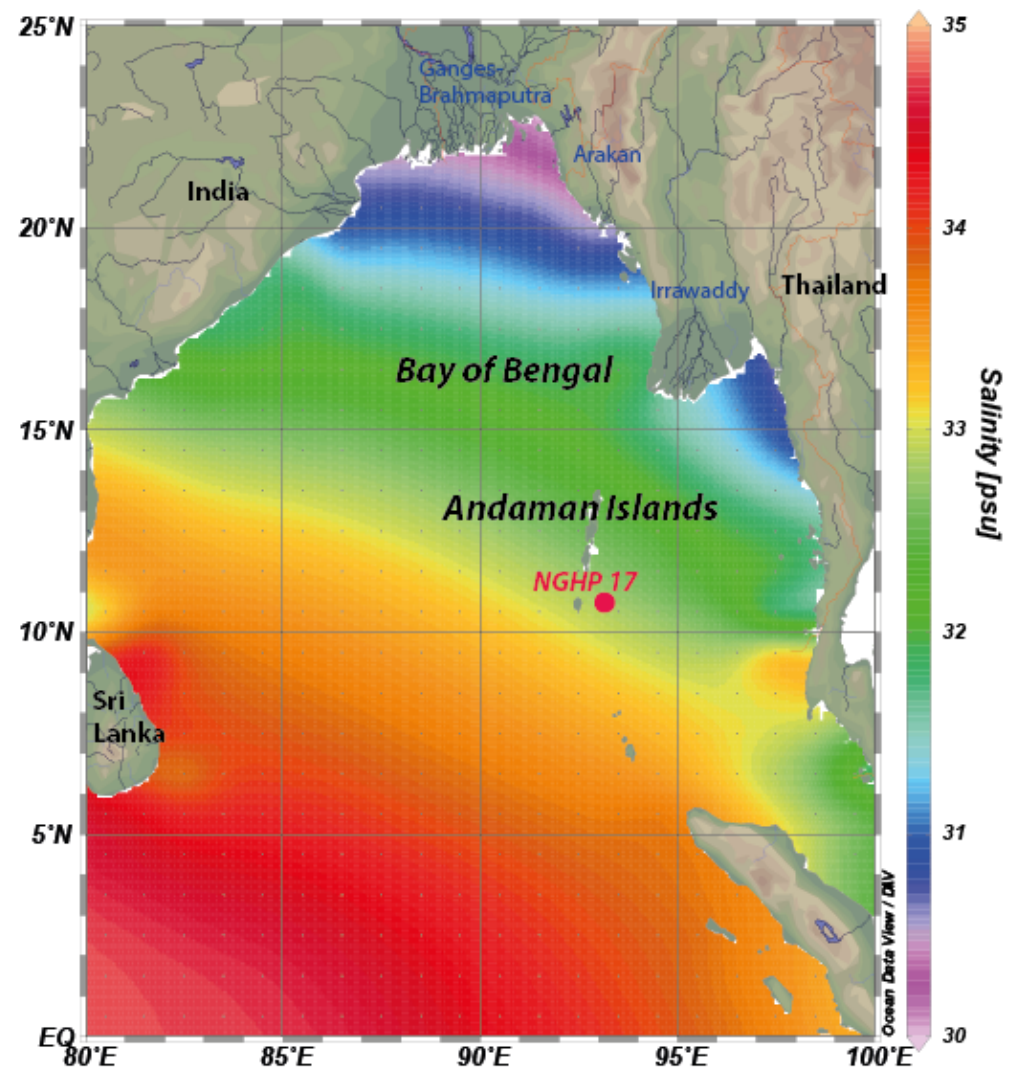 25°N
35
Ganges-
Brahmaputra
Arakan
India
20°N
34
Thailand
Irrawaddy
Bay of Bengal
15°N
33
Salinity [psu]
Andaman Islands
NGHP 17
10°N
32
Sri
Lanka
5°N
31
Ocean Data View / DIV
EQ
30
80°E
85°E
90°E
95°E
100°E